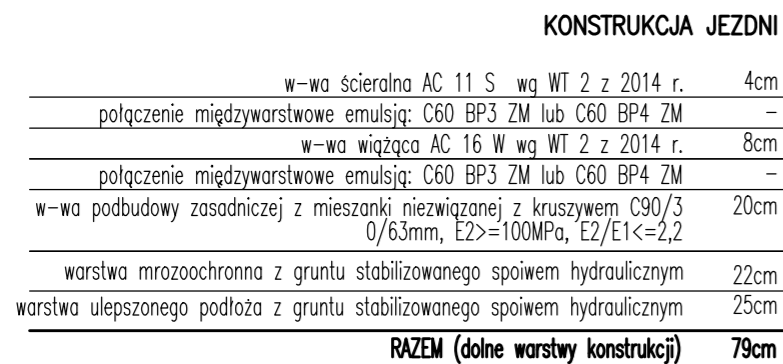 KONSTRUKCJA JEZDNI
w-wa ścieralna AC 11 S wg WT 2 z 2014 r. 4cm
połączenie międzywarstwowe emulsją: C60 BP3 ZM lub C60 BP4 ZM -
w-wa wiążąca AC 16 W wg WT 2 z 2014 r. 8cm
połączenie międzywarstwowe emulsją: C60 BP3 ZM lub C60 BP4 ZM -
w-wa podbudowy zasadniczej z mieszanki niezwiązanej z kruszywem C90/3 20cm
0/63mm, E2>=100MPa, E2/E1<=2,2
warstwa mrozoochronna z gruntu stabilizowanego spoiwem hydraulicznym 22cm
warstwa ulepszonego podłoża z gruntu stabilizowanego spoiwem hydraulicznym 25cm
RAZEM (dolne warstwy konstrukcji) 79cm